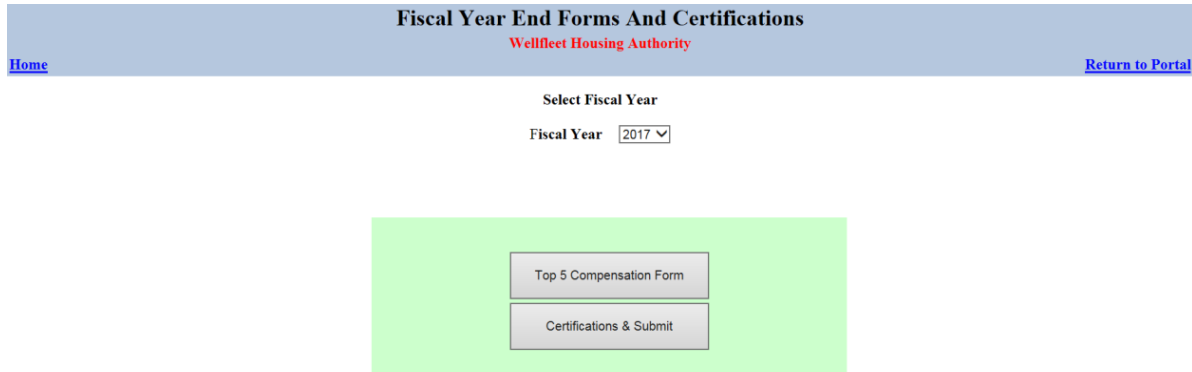 Fiscal Year End Forms And Certifications
Wellfleet Housing Authority
Home Return to Portal
Select Fiscal Year
Fiscal Year 2017
Top 5 Compensation Form
Certifications & Submit